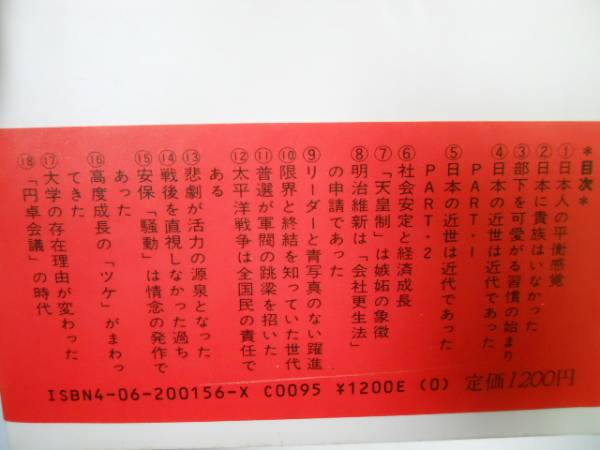 ＊目次＊
①日本人の平衡感覚
②日本に貴族はいなかった
③部下を可愛がる習慣の始まり
④日本の近世は近代であった
PART・1
⑤日本の近世は近代であった
PART・2
⑥社会安定と経済成長
⑦「天皇制」は嫉妬の象徴
⑧明治維新は「会社更生法」
の申請であった
⑨リーダーと青写真のない躍進
⑩限界と終結を知っていた世代
⑪普選が軍閥の跳梁を招いた
⑫太平洋戦争は全国民の責任で
ある
⑬悲劇が活力の源泉となった
⑭戦後を直視しなかった過ち
⑮安保「騒動」は情念の発作で
あった
⑯高度成長の「ツケ」がまわっ
てきた
⑰大学の存在理由が変わった
⑱「円卓会議」の時代
ISBN4-06-200156-X C0095 ¥1200E (0) 定価1200円